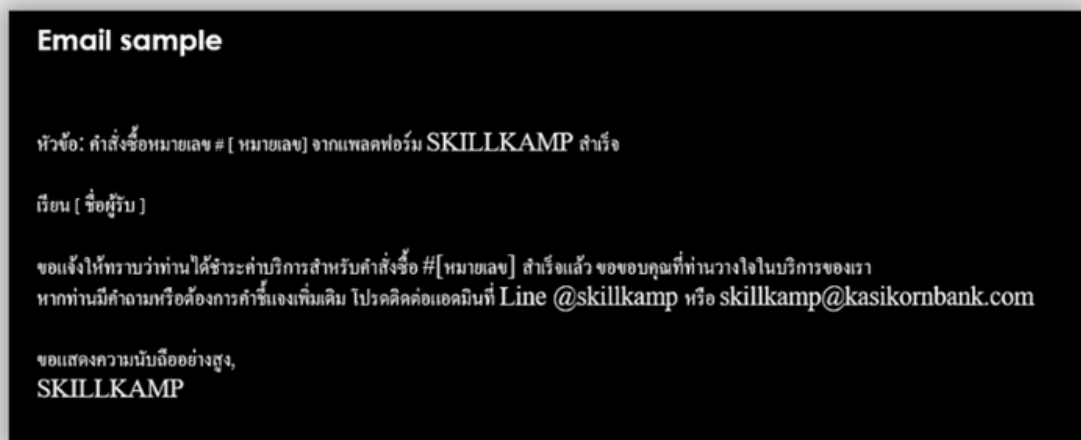 Email sample
หัวข้อ: คำสั่งซื้อหมายเลข # [ หมายเลข] จากแพลตฟอร์ม SKILLKAMP สำเร็จ
เรียน [ ชื่อผู้รับ ]
ขอแจ้งให้ทราบว่าท่านได้ชำระค่าบริการสำหรับคำสั่งซื้อ #[หมายเลข] สำเร็จแล้ว ขอขอบคุณที่ท่านวางใจในบริการของเรา
หากท่านมีคำถามหรือต้องการคำชี้แจงเพิ่มเติม โปรดติดต่อแอดมินที่ Line @skillkamp หรือ skillkamp@kasikornbank.com
ขอแสดงความนับถืออย่างสูง,
SKILLKAMP